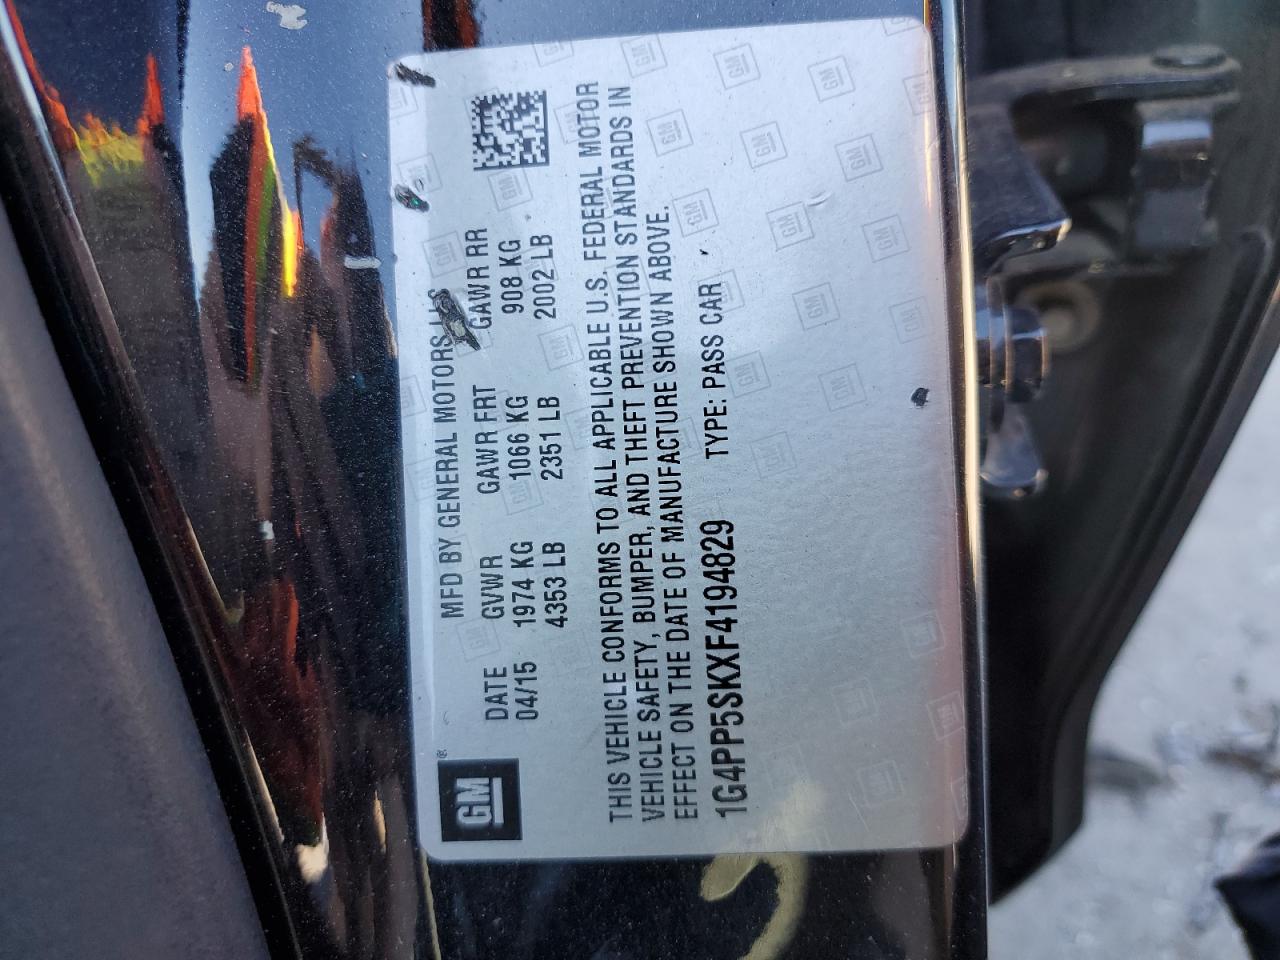 GM
MFD BY GENERAL MOTORS
DATE GVWR GAWR FRT GAWR RR
04/15 1974 KG 1066 KG 908 KG
4353 LB 2351 LB 2002 LB
THIS VEHICLE CONFORMS TO ALL APPLICABLE U.S. FEDERAL MOTOR
VEHICLE SAFETY, BUMPER, AND THEFT PREVENTION STANDARDS IN
EFFECT ON THE DATE OF MANUFACTURE SHOWN ABOVE.
1G4PP5SKXF4194829 TYPE: PASS CAR